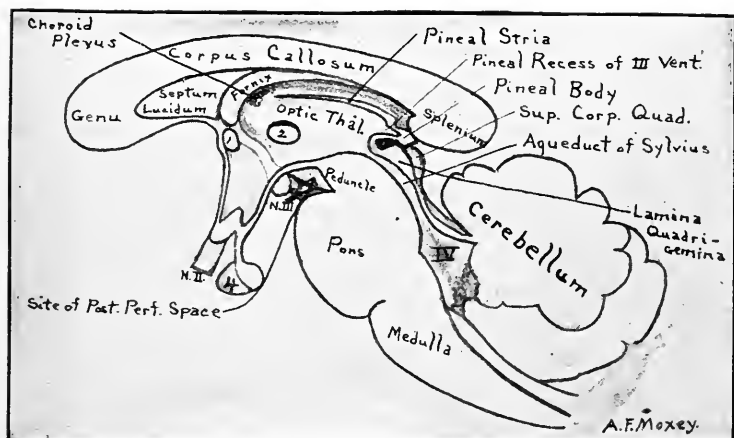 Choroid
Plexus
Corpus Callosum
Pineal Stria
Pineal Recess of III Vent.
Pineal Body
Sup. Corp. Quad.
Aqueduct of Sylvius
Septum
Lucidum
Fornix
Genu
Optic Thal.
Splenium
1
2
Peduncle
N.III
Lamina
Quadri-
gemina
Cerebellum
Pons
IV
N.II.
4
Site of Post. Perf. Space
Medulla
A.F. Moxey.